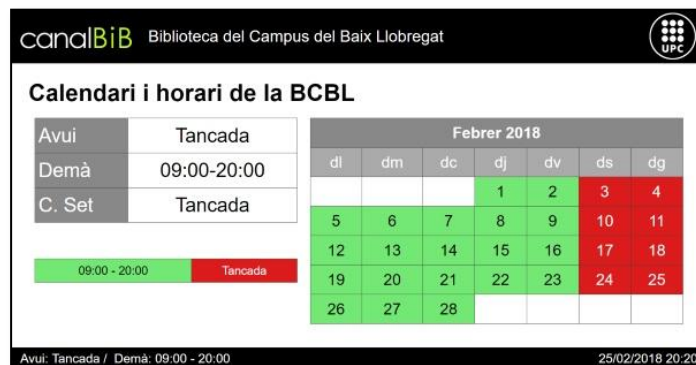 canalBiB Biblioteca del Campus del Baix Llobregat
UPC
Calendari i horari de la BCBL
Avui Tancada
Demà 09:00-20:00
C. Set Tancada
09:00 - 20:00 Tancada
Febrer 2018
dl dm dc dj dv ds dg
1 2 3 4
5 6 7 8 9 10 11
12 13 14 15 16 17 18
19 20 21 22 23 24 25
26 27 28
Avui: Tancada / Demà: 09:00 - 20:00 25/02/2018 20:20